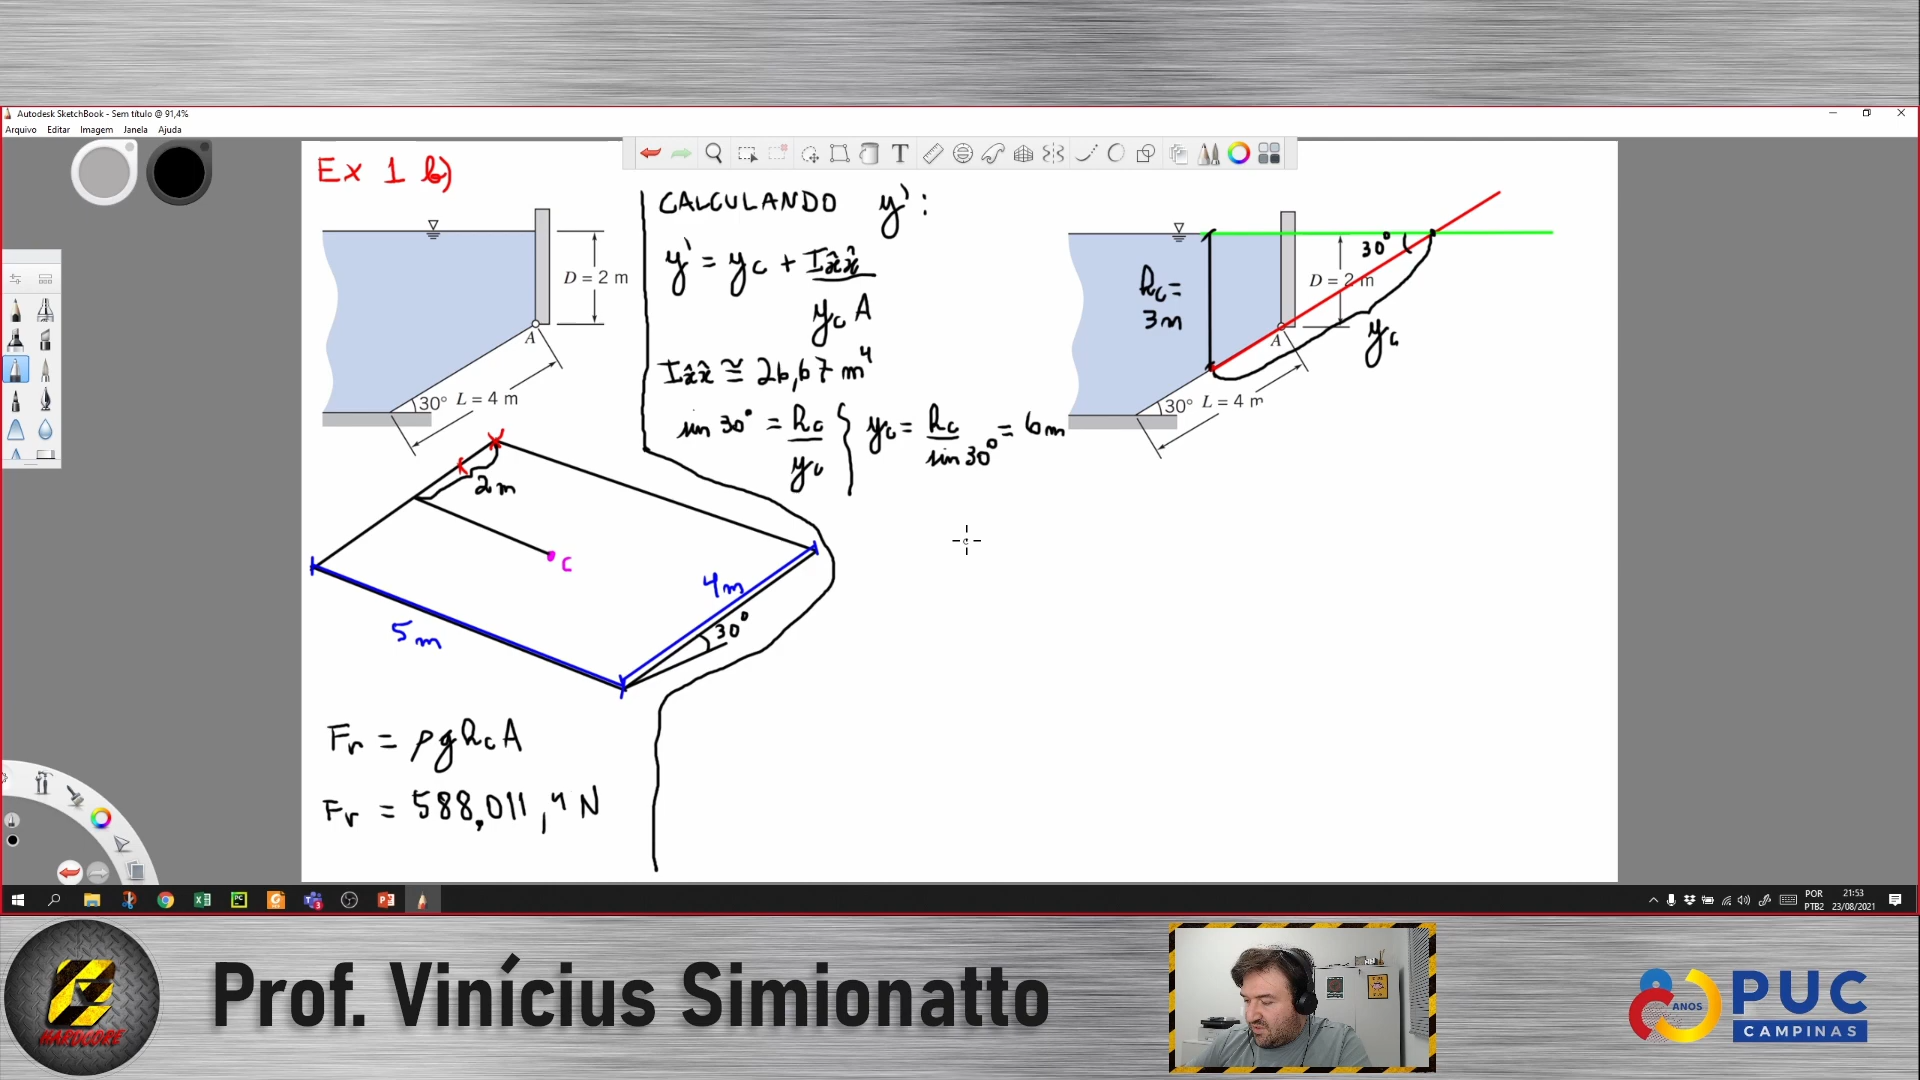 Autodesk SketchBook - Sem título @ 91,4%
Arquivo Editar Imagem Janela Ajuda
Ex 1 b)
D = 2 m
A
30° L = 4 m
2m
C
4m
30°
5m
Fr = ρghcA
Fr = 588,011,4 N
CALCULANDO y':
y' = yc + Ix̂x̂
ycA
Ix̂x̂ ≅ 26,67 m⁴
sin 30° = hc
yc
yc = hc = 6m
sin 30°
30°
hc =
3m
D = 2 m
yc
A
30° L = 4 m
POR
PTB2
21:53
23/08/2021
HARDCORE
Prof. Vinícius Simionatto
ANOS
PUC
CAMPINAS